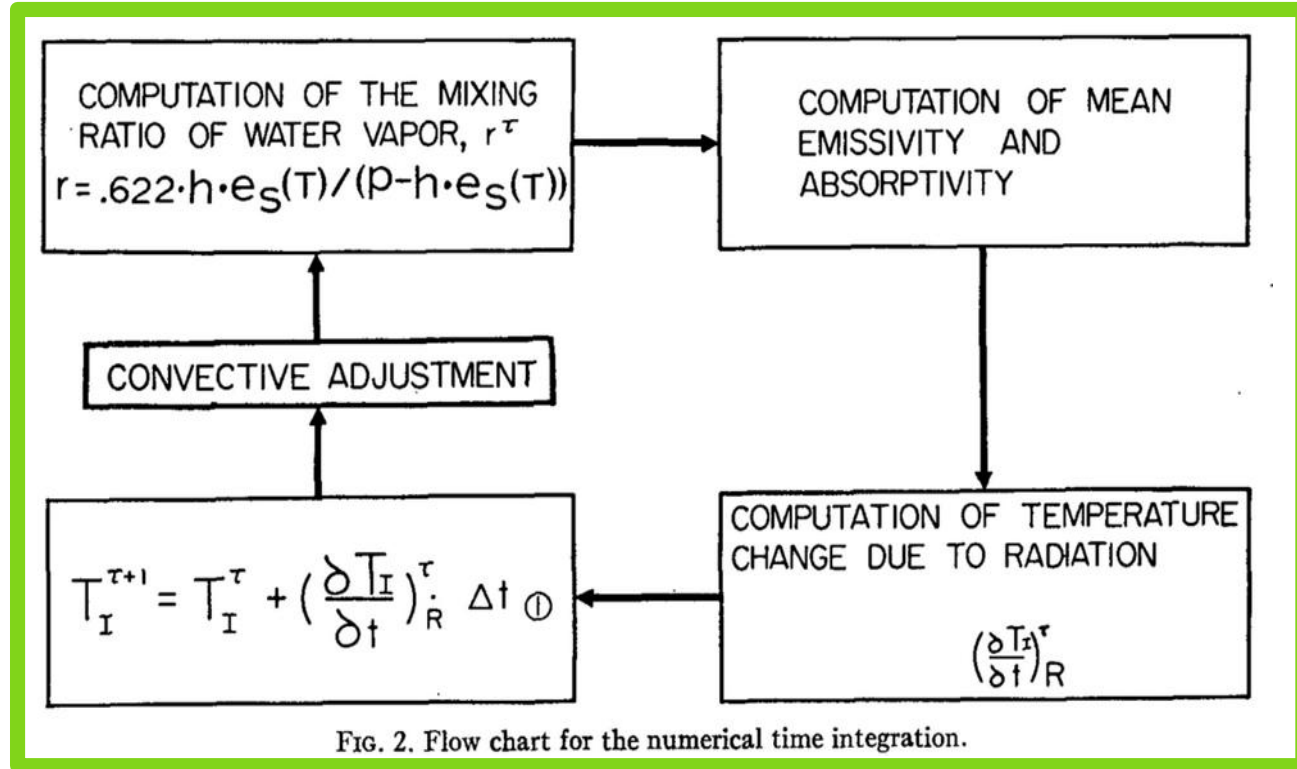 COMPUTATION OF THE MIXING
RATIO OF WATER VAPOR, r^τ
r=.622·h·e_S(T)/(P-h·e_S(T))
COMPUTATION OF MEAN
EMISSIVITY AND
ABSORPTIVITY
CONVECTIVE ADJUSTMENT
T_I^{τ+1} = T_I^τ + (∂T_I/∂t)_R^τ Δt ①
COMPUTATION OF TEMPERATURE
CHANGE DUE TO RADIATION
(∂T_I/∂t)_R^τ
FIG. 2. Flow chart for the numerical time integration.